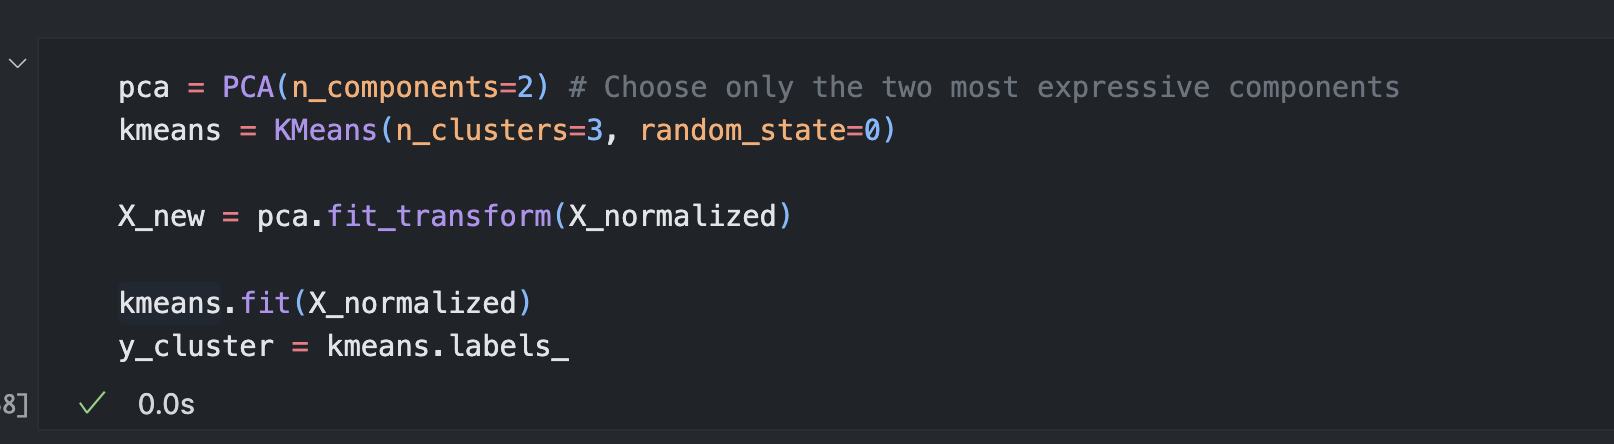 pca = PCA(n_components=2) # Choose only the two most expressive components
kmeans = KMeans(n_clusters=3, random_state=0)
X_new = pca.fit_transform(X_normalized)
kmeans.fit(X_normalized)
y_cluster = kmeans.labels_
8] 0.0s